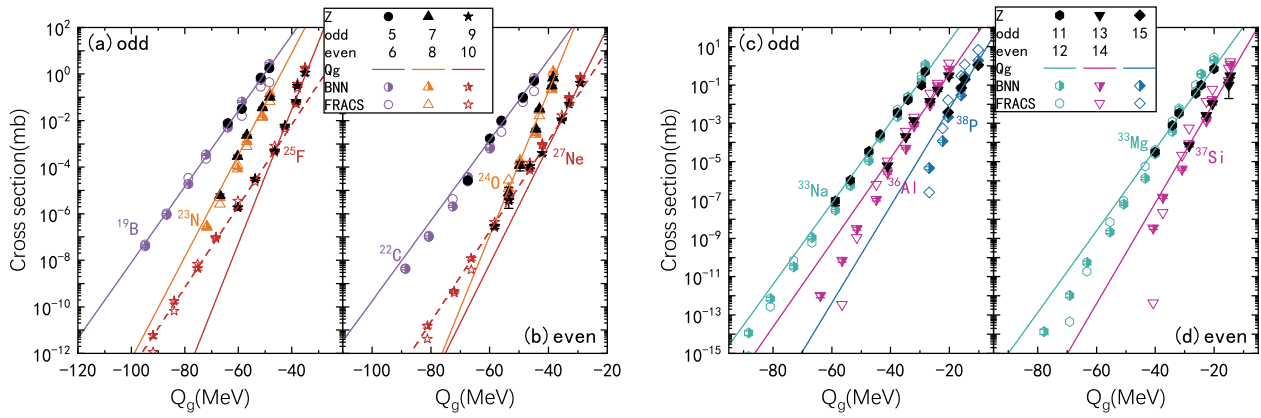 (a) odd
Z
odd 5 7 9
even 6 8 10
Qg
BNN
FRACS
Cross section(mb)
10^2
10^0
10^-2
10^-4
10^-6
10^-8
10^-10
10^-12
^19B
^23N
^25F
^22C
^24O
^27Ne
(b) even
-120 -100 -80 -60 -40
-100 -80 -60 -40 -20
Qg(MeV)
Qg(MeV)
(c) odd
Z
odd 11 13 15
even 12 14
Qg
BNN
FRACS
Cross section(mb)
10^1
10^-1
10^-3
10^-5
10^-7
10^-9
10^-11
10^-13
10^-15
^33Na
^36Al
^38P
^33Mg
^37Si
(d) even
-80 -60 -40 -20
-80 -60 -40 -20
Qg(MeV)
Qg(MeV)